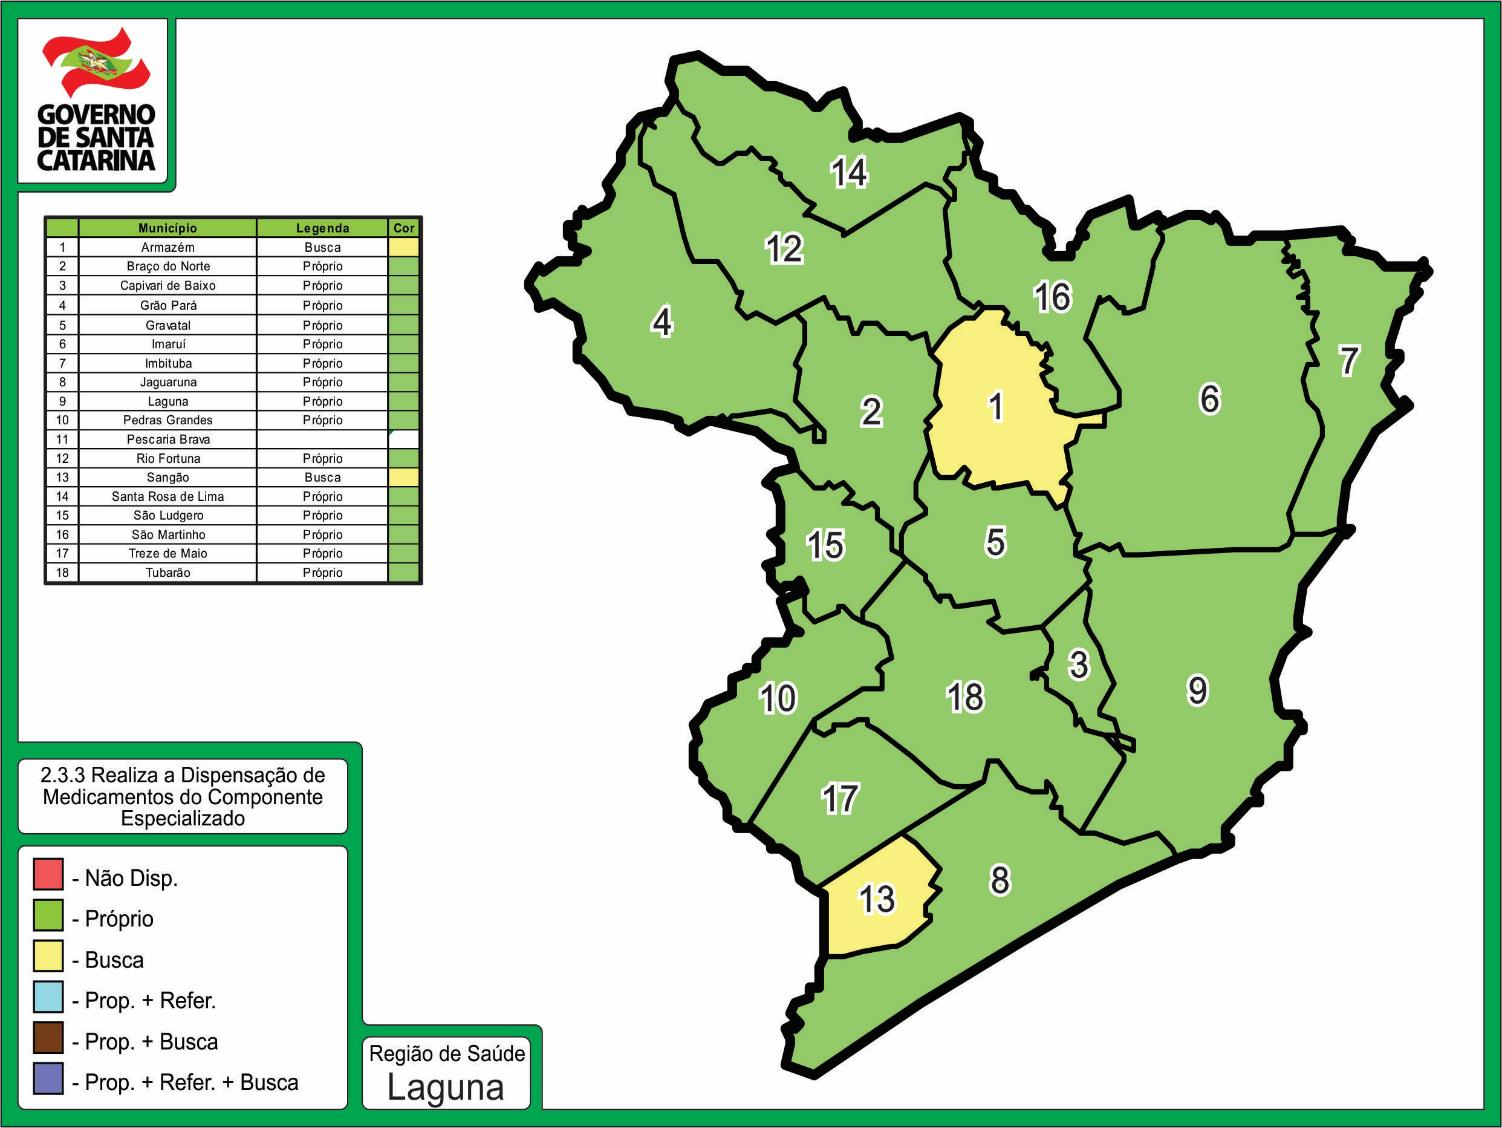 GOVERNO
DE SANTA
CATARINA
Município Legenda Cor
1 Armazém Busca
2 Braço do Norte Próprio
3 Capivari de Baixo Próprio
4 Grão Pará Próprio
5 Gravatal Próprio
6 Imaruí Próprio
7 Imbituba Próprio
8 Jaguaruna Próprio
9 Laguna Próprio
10 Pedras Grandes Próprio
11 Pescaria Brava
12 Rio Fortuna Próprio
13 Sangão Busca
14 Santa Rosa de Lima Próprio
15 São Ludgero Próprio
16 São Martinho Próprio
17 Treze de Maio Próprio
18 Tubarão Próprio
14
12
16
4
7
6
1
2
5
15
3
9
18
10
17
8
13
2.3.3 Realiza a Dispensação de
Medicamentos do Componente
Especializado
- Não Disp.
- Próprio
- Busca
- Prop. + Refer.
- Prop. + Busca
- Prop. + Refer. + Busca
Região de Saúde
Laguna